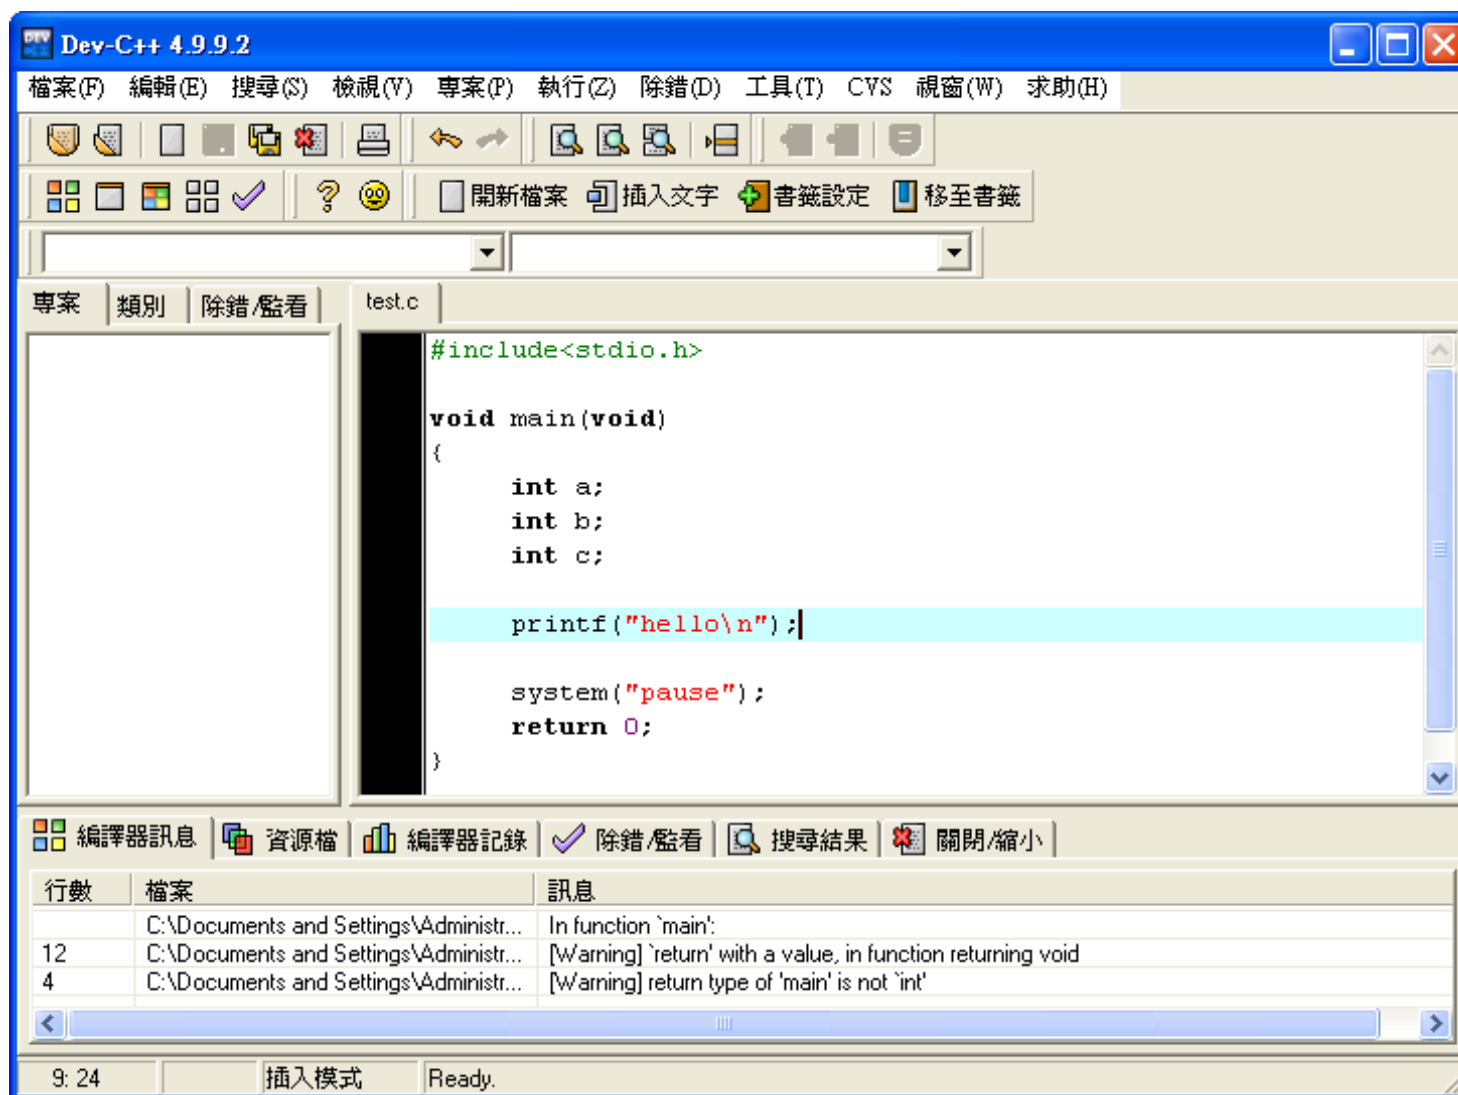 Dev-C++ 4.9.9.2
檔案(F) 編輯(E) 搜尋(S) 檢視(V) 專案(P) 執行(Z) 除錯(D) 工具(T) CVS 視窗(W) 求助(H)
開新檔案 插入文字 書籤設定 移至書籤
專案 類別 除錯/監看 test.c
#include<stdio.h>
void main(void)
{
int a;
int b;
int c;
printf("hello\n");
system("pause");
return 0;
}
編譯器訊息 資源檔 編譯器記錄 除錯/監看 搜尋結果 關閉/縮小
行數 檔案 訊息
C:\Documents and Settings\Administr... In function `main':
12 C:\Documents and Settings\Administr... [Warning] `return' with a value, in function returning void
4 C:\Documents and Settings\Administr... [Warning] return type of 'main' is not `int'
9: 24 插入模式 Ready.